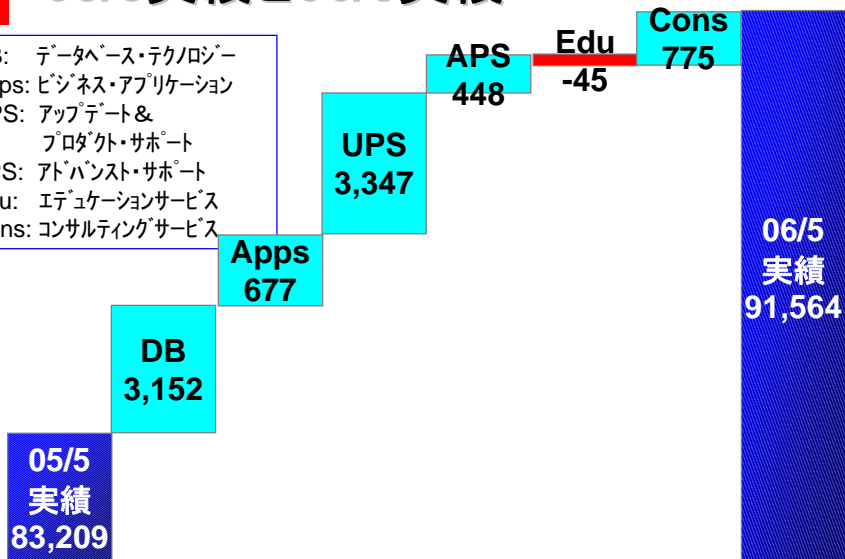 データベース・テクノロジー
ps: ビジネス・アプリケーション
PS: アップデート＆
プロダクト・サポート
PS: アドバンスト・サポート
u: エデュケーションサービス
ns: コンサルティングサービス
Cons
775
Edu
-45
APS
448
UPS
3,347
Apps
677
DB
3,152
05/5
実績
83,209
06/5
実績
91,564